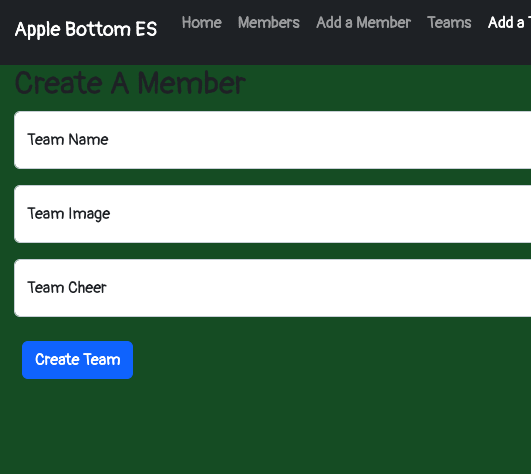 Apple Bottom ES Home Members Add a Member Teams Add a
Create A Member
Team Name
Team Image
Team Cheer
Create Team